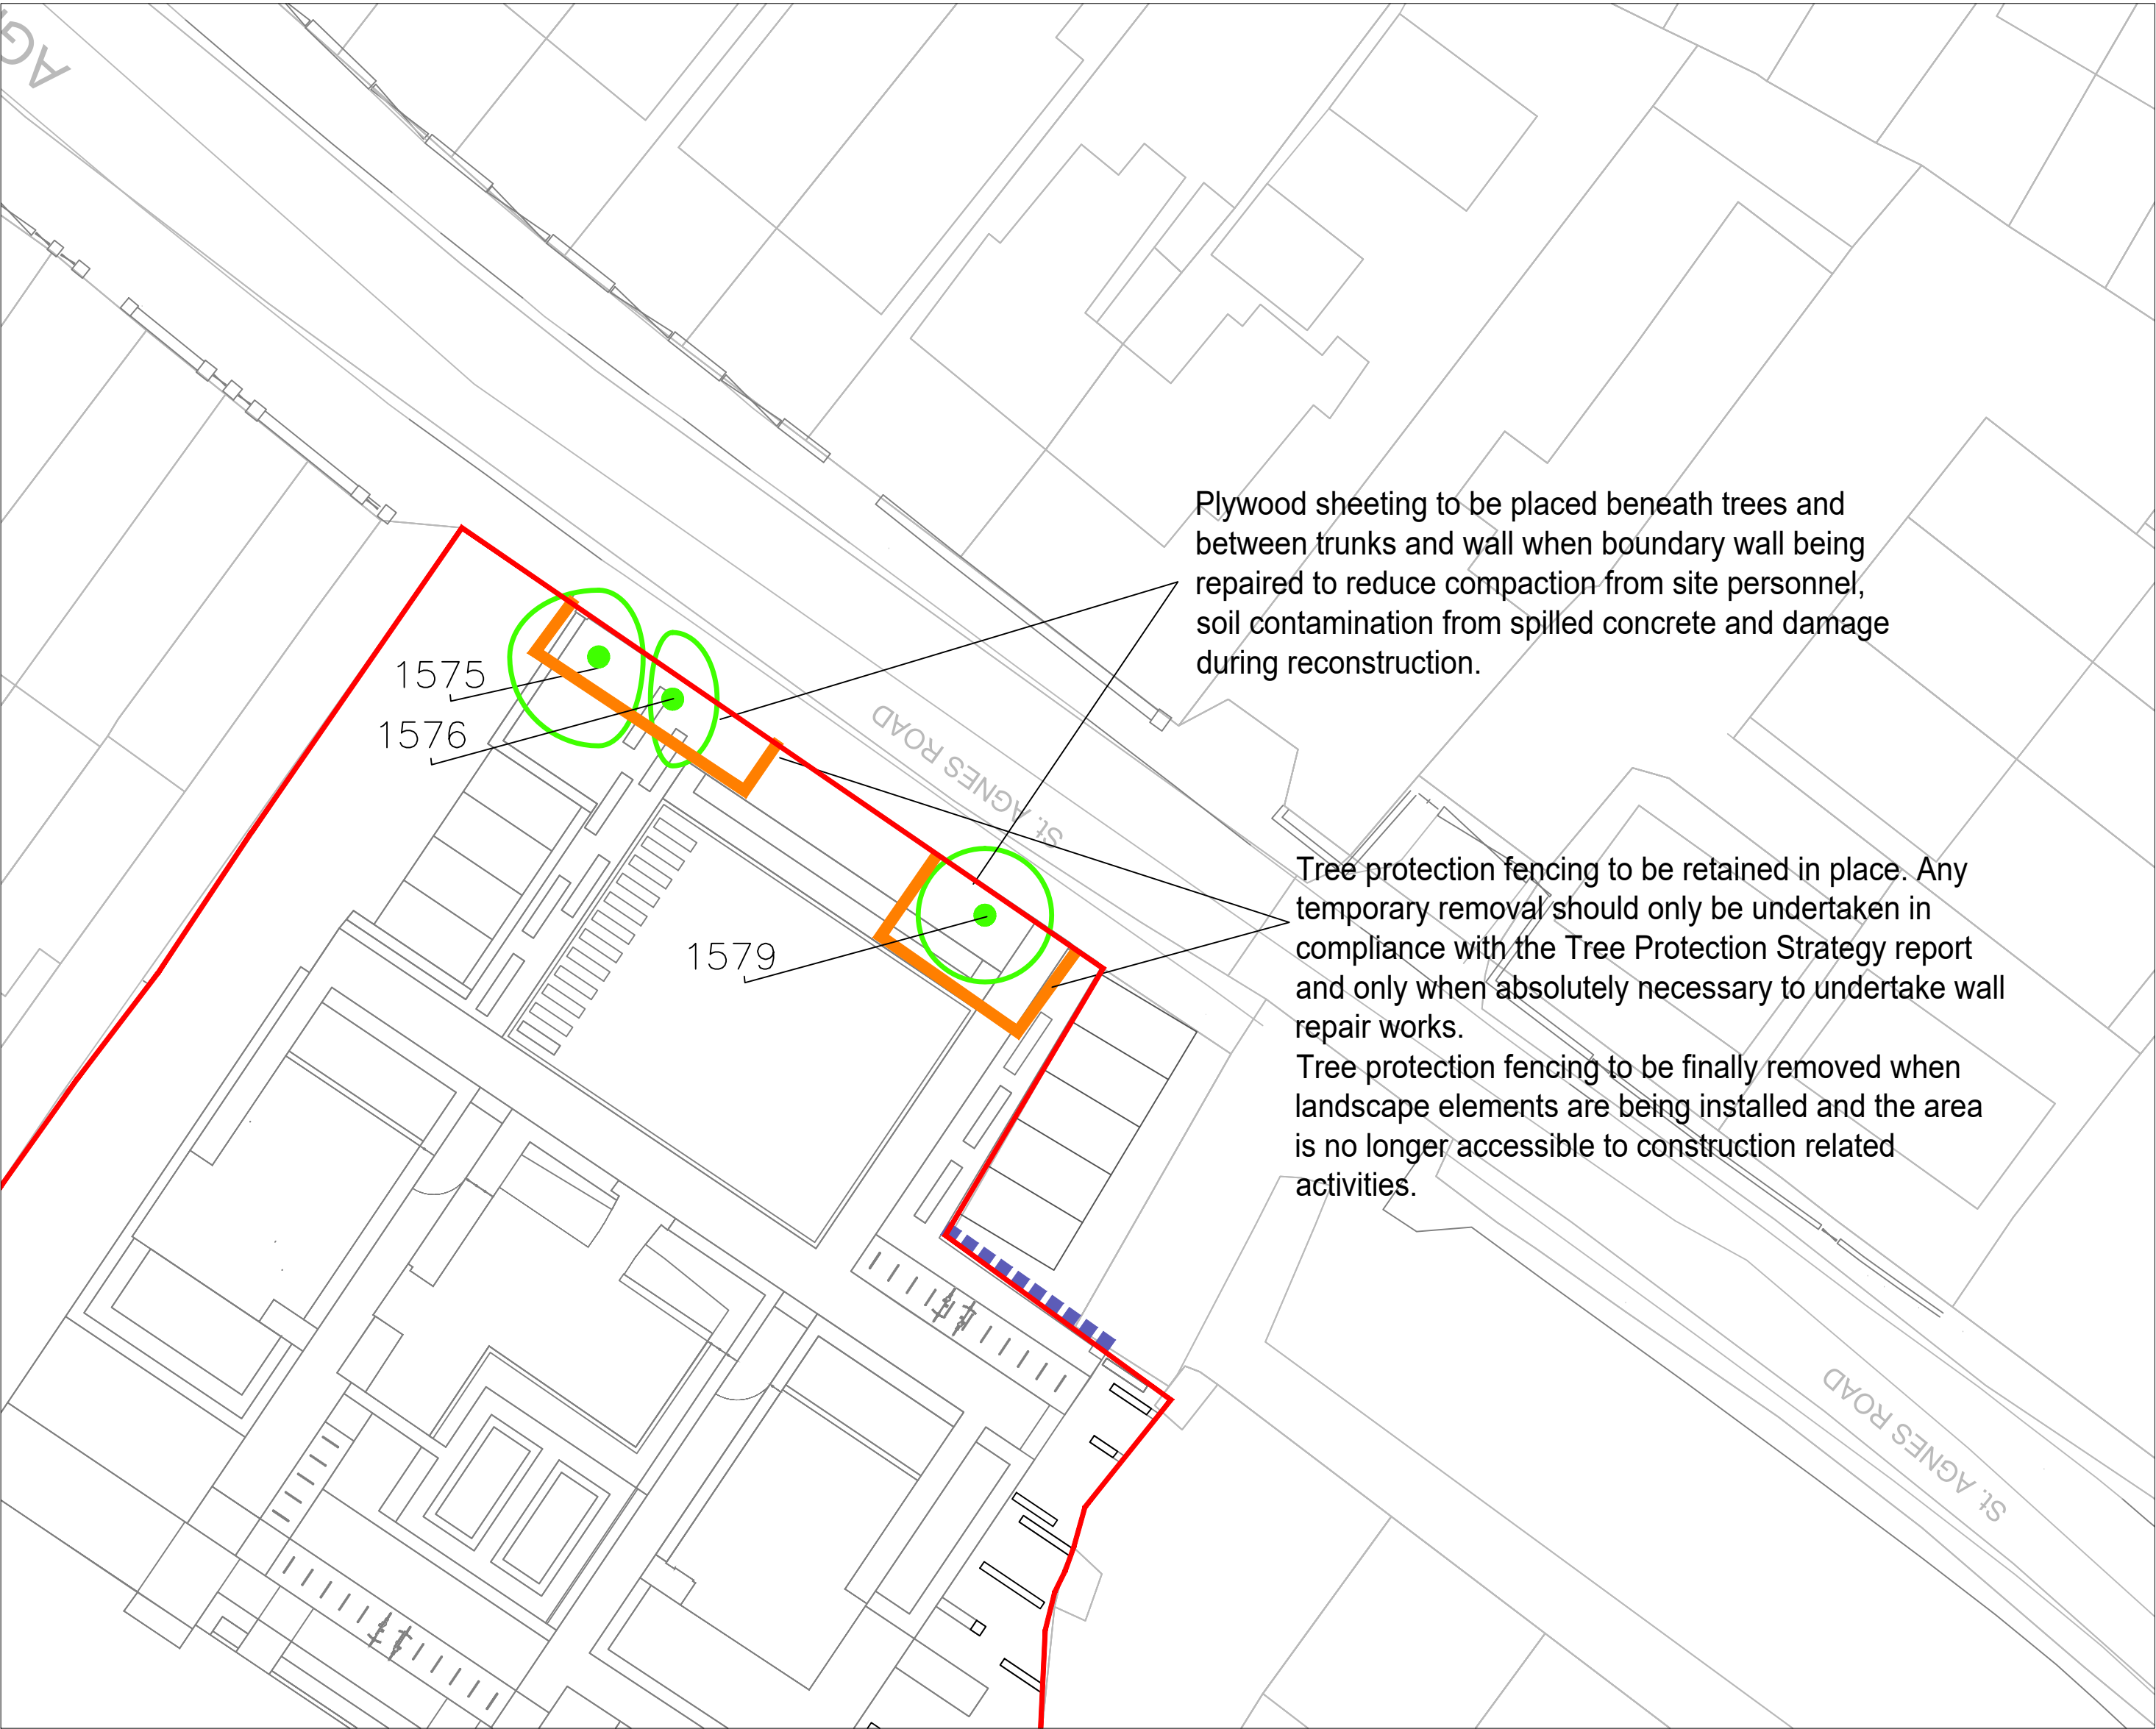 AG
Plywood sheeting to be placed beneath trees and
between trunks and wall when boundary wall being
repaired to reduce compaction from site personnel,
soil contamination from spilled concrete and damage
during reconstruction.
1575
1576
St. AGNES ROAD
1579
Tree protection fencing to be retained in place. Any
temporary removal should only be undertaken in
compliance with the Tree Protection Strategy report
and only when absolutely necessary to undertake wall
repair works.
Tree protection fencing to be finally removed when
landscape elements are being installed and the area
is no longer accessible to construction related
activities.
St. AGNES ROAD